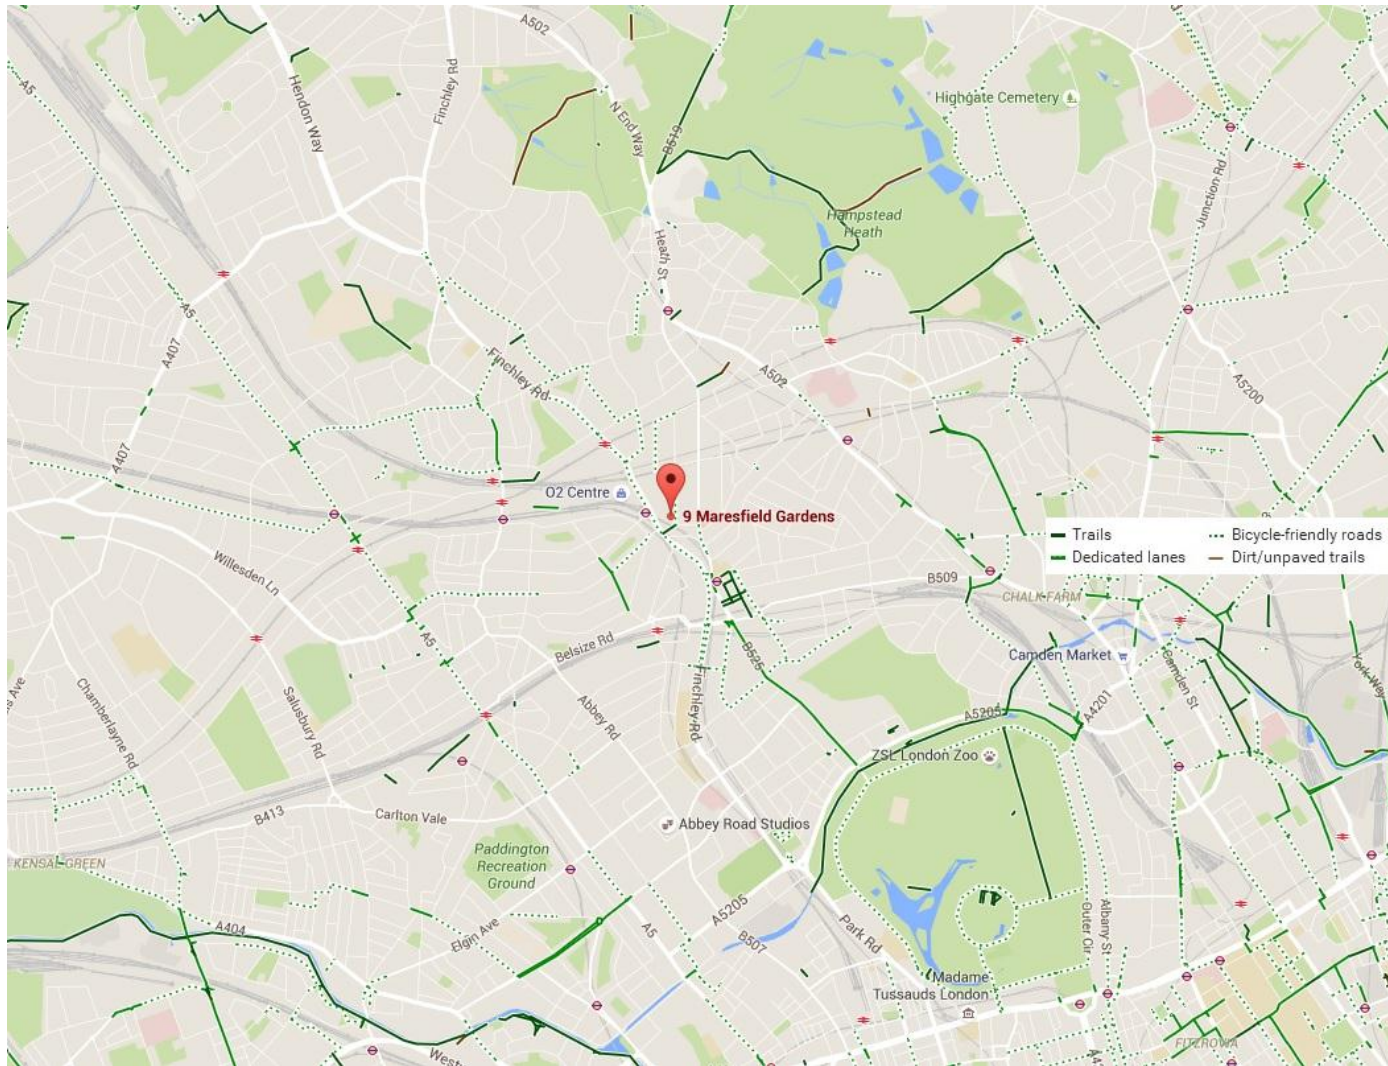 A502
A5
Hendon Way
Finchley Rd
N End Way
B519
Highgate Cemetery
Junction Rd
Hampstead
Heath
Heath St
A5
A407
Finchley Rd
A502
A5200
A407
O2 Centre
9 Maresfield Gardens
Trails
Bicycle-friendly roads
Dedicated lanes
Dirt/unpaved trails
Willesden Ln
B509
CHALK FARM
A5
Belsize Rd
B525
Camden Market
Camden St
York Way
Chamberlayne Rd
Salusbury Rd
Abbey Rd
Finchley Rd
A5205
A4201
ZSL London Zoo
B413
Carlton Vale
Abbey Road Studios
KENSAL GREEN
Paddington
Recreation
Ground
A404
Elgin Ave
A5
A5205
B507
Park Rd
Outer Cir
Albany St
Madame
Tussauds London
FITZROVIA